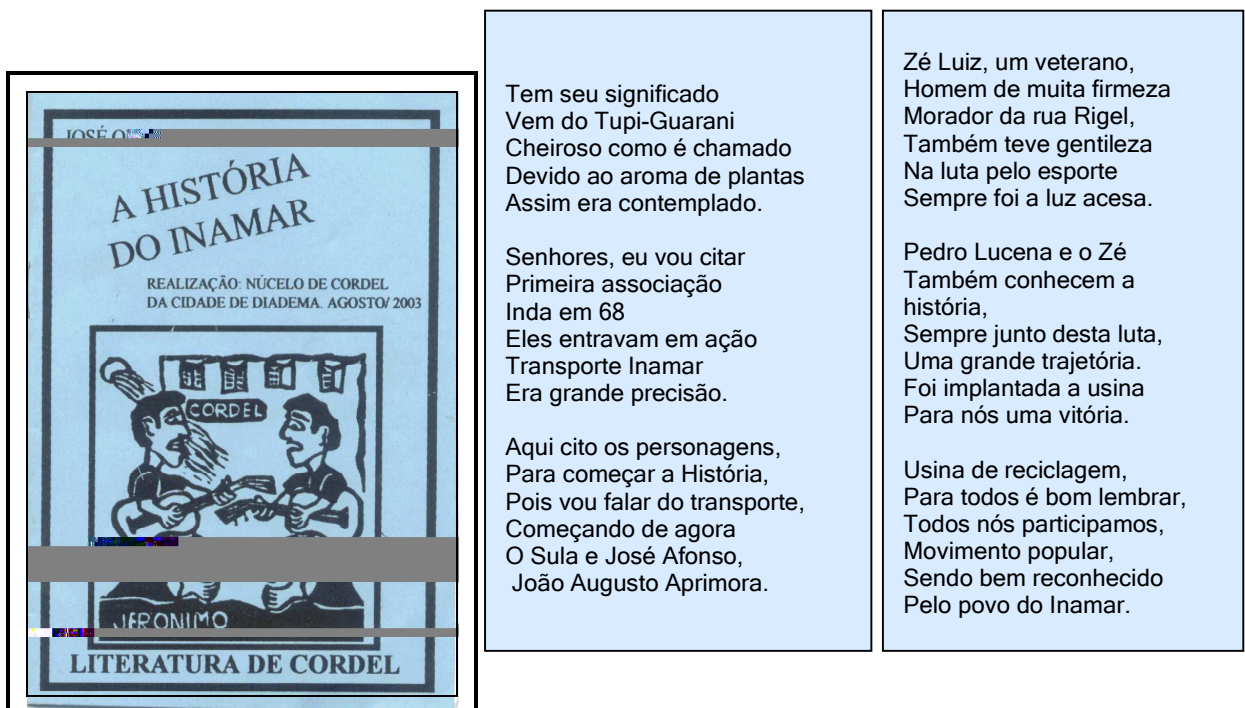 JOSÉ
A HISTÓRIA
DO INAMAR
REALIZAÇÃO: NÚCELO DE CORDEL
DA CIDADE DE DIADEMA. AGOSTO/ 2003
CORDEL
JERONIMO
LITERATURA DE CORDEL
Tem seu significado
Vem do Tupi-Guarani
Cheiroso como é chamado
Devido ao aroma de plantas
Assim era contemplado.
Senhores, eu vou citar
Primeira associação
Inda em 68
Eles entravam em ação
Transporte Inamar
Era grande precisão.
Aqui cito os personagens,
Para começar a História,
Pois vou falar do transporte,
Começando de agora
O Sula e José Afonso,
João Augusto Aprimora.
Zé Luiz, um veterano,
Homem de muita firmeza
Morador da rua Rigel,
Também teve gentileza
Na luta pelo esporte
Sempre foi a luz acesa.
Pedro Lucena e o Zé
Também conhecem a
história,
Sempre junto desta luta,
Uma grande trajetória.
Foi implantada a usina
Para nós uma vitória.
Usina de reciclagem,
Para todos é bom lembrar,
Todos nós participamos,
Movimento popular,
Sendo bem reconhecido
Pelo povo do Inamar.